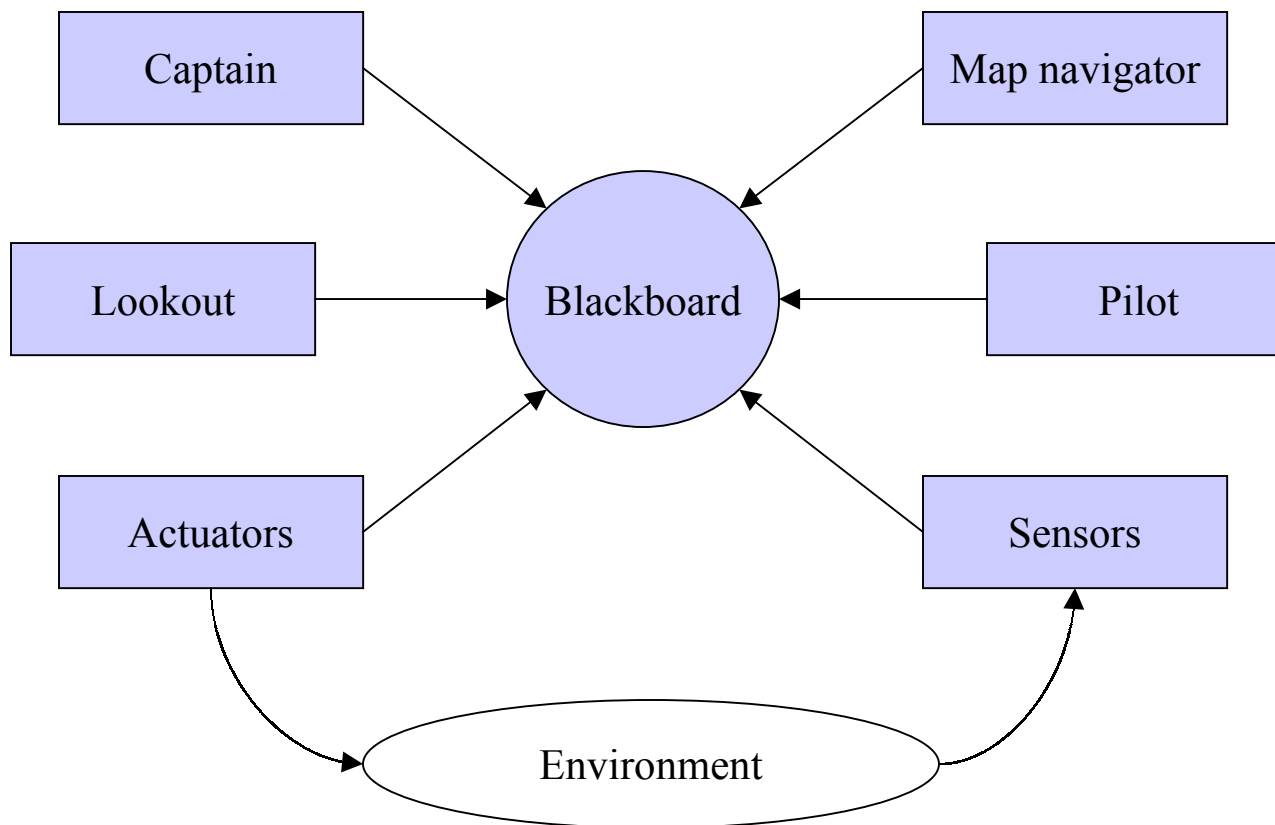 Captain
Map navigator
Lookout
Blackboard
Pilot
Actuators
Sensors
Environment